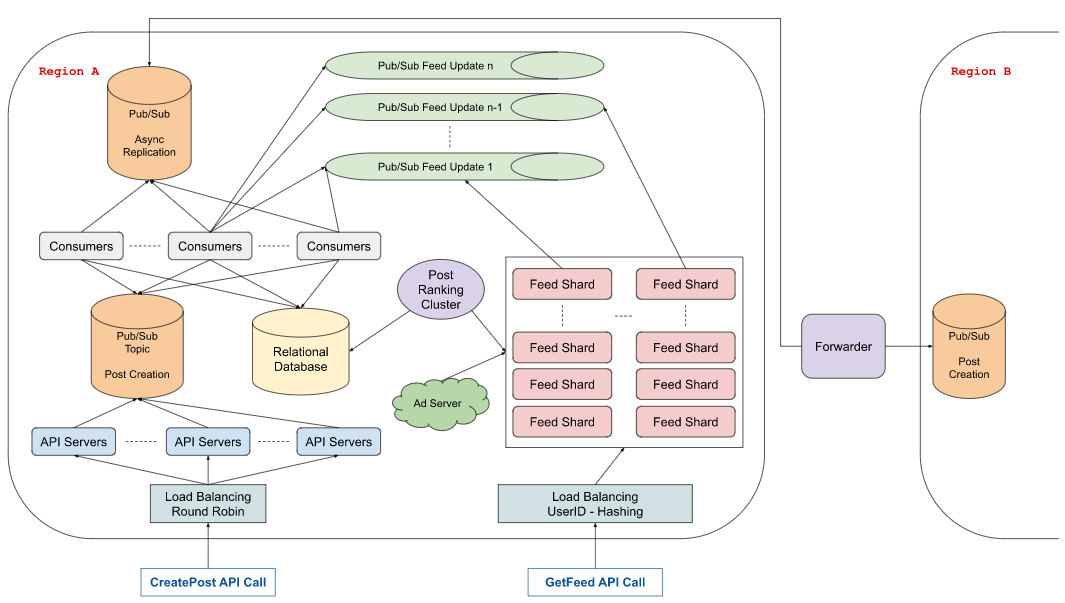 Region A
Pub/Sub
Async
Replication
Pub/Sub Feed Update n
Pub/Sub Feed Update n-1
Pub/Sub Feed Update 1
Region B
Consumers
Consumers
Consumers
Post
Ranking
Cluster
Feed Shard
Feed Shard
Pub/Sub
Topic
Post Creation
Relational
Database
Feed Shard
Feed Shard
Feed Shard
Feed Shard
Feed Shard
Feed Shard
Forwarder
Pub/Sub
Post
Creation
Ad Server
API Servers
API Servers
API Servers
Load Balancing
Round Robin
Load Balancing
UserID - Hashing
CreatePost API Call
GetFeed API Call